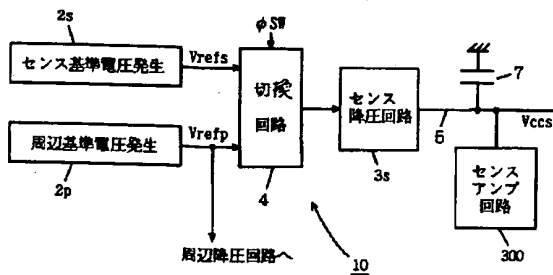 2s
センス基準電圧発生
Vrefs
φSW
切換
回路
4
周辺基準電圧発生
2p
Vrefp
周辺降圧回路へ
センス
降圧回路
3s
10
5
7
Vccs
センス
アンプ
回路
300